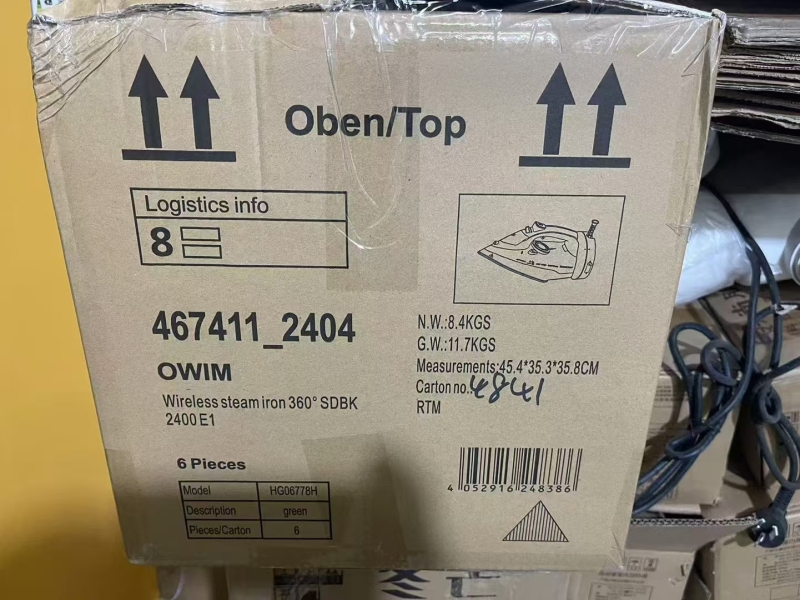 Oben/Top
Logistics info
8
467411_2404
OWIM
Wireless steam iron 360° SDBK
2400 E1
N.W.:8.4KGS
G.W.:11.7KGS
Measurements:45.4*35.3*35.8CM
Carton no.:4841
RTM
6 Pieces
Model HG06778H
Description green
Pieces/Carton 6
4 052916 248386